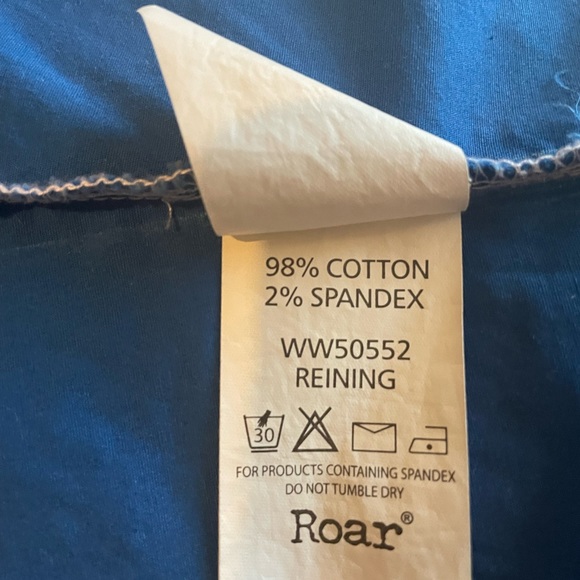 98% COTTON
2% SPANDEX
WW50552
REINING
30
FOR PRODUCTS CONTAINING SPANDEX
DO NOT TUMBLE DRY
Roar®